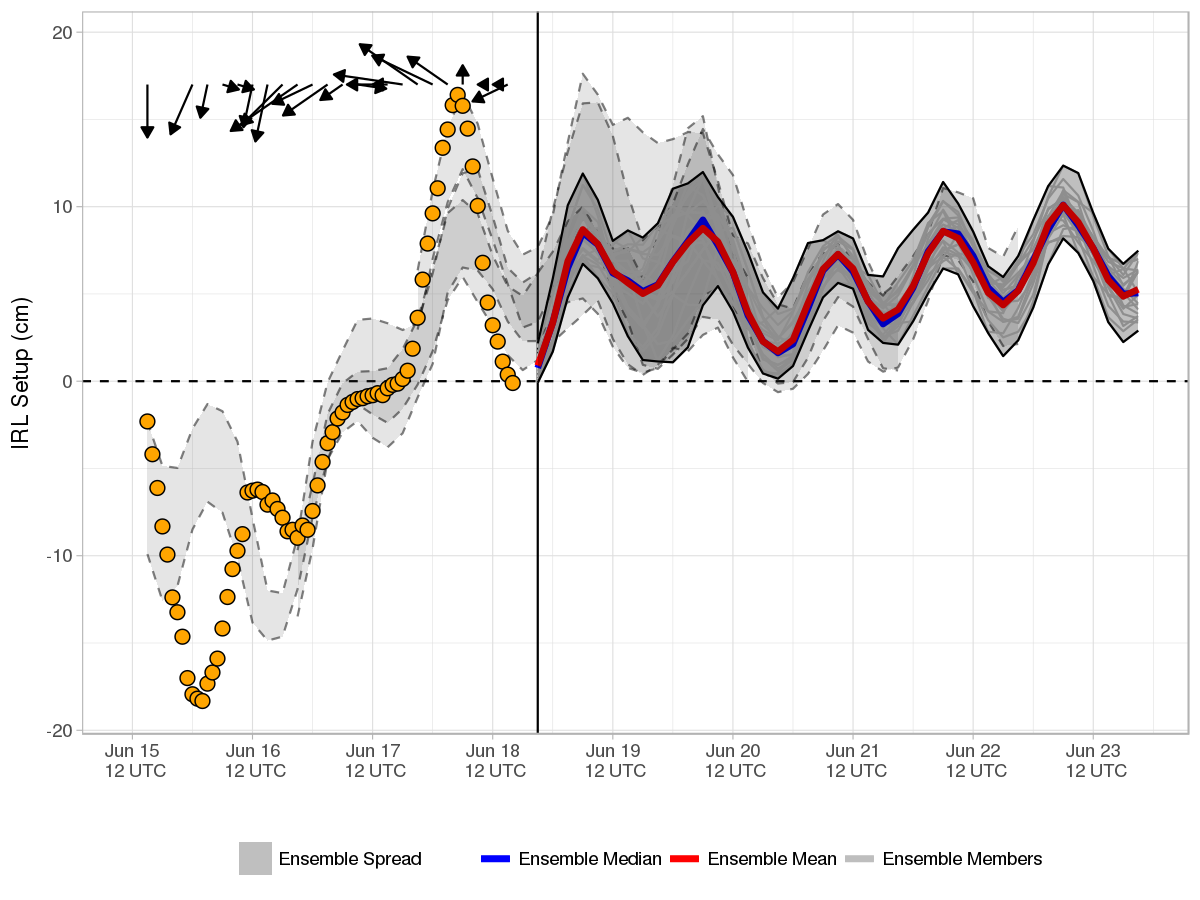 IRL Setup (cm)
20
10
0
-10
-20
Jun 15 Jun 16 Jun 17 Jun 18 Jun 19 Jun 20 Jun 21 Jun 22 Jun 23
12 UTC 12 UTC 12 UTC 12 UTC 12 UTC 12 UTC 12 UTC 12 UTC 12 UTC
Ensemble Spread Ensemble Median Ensemble Mean Ensemble Members